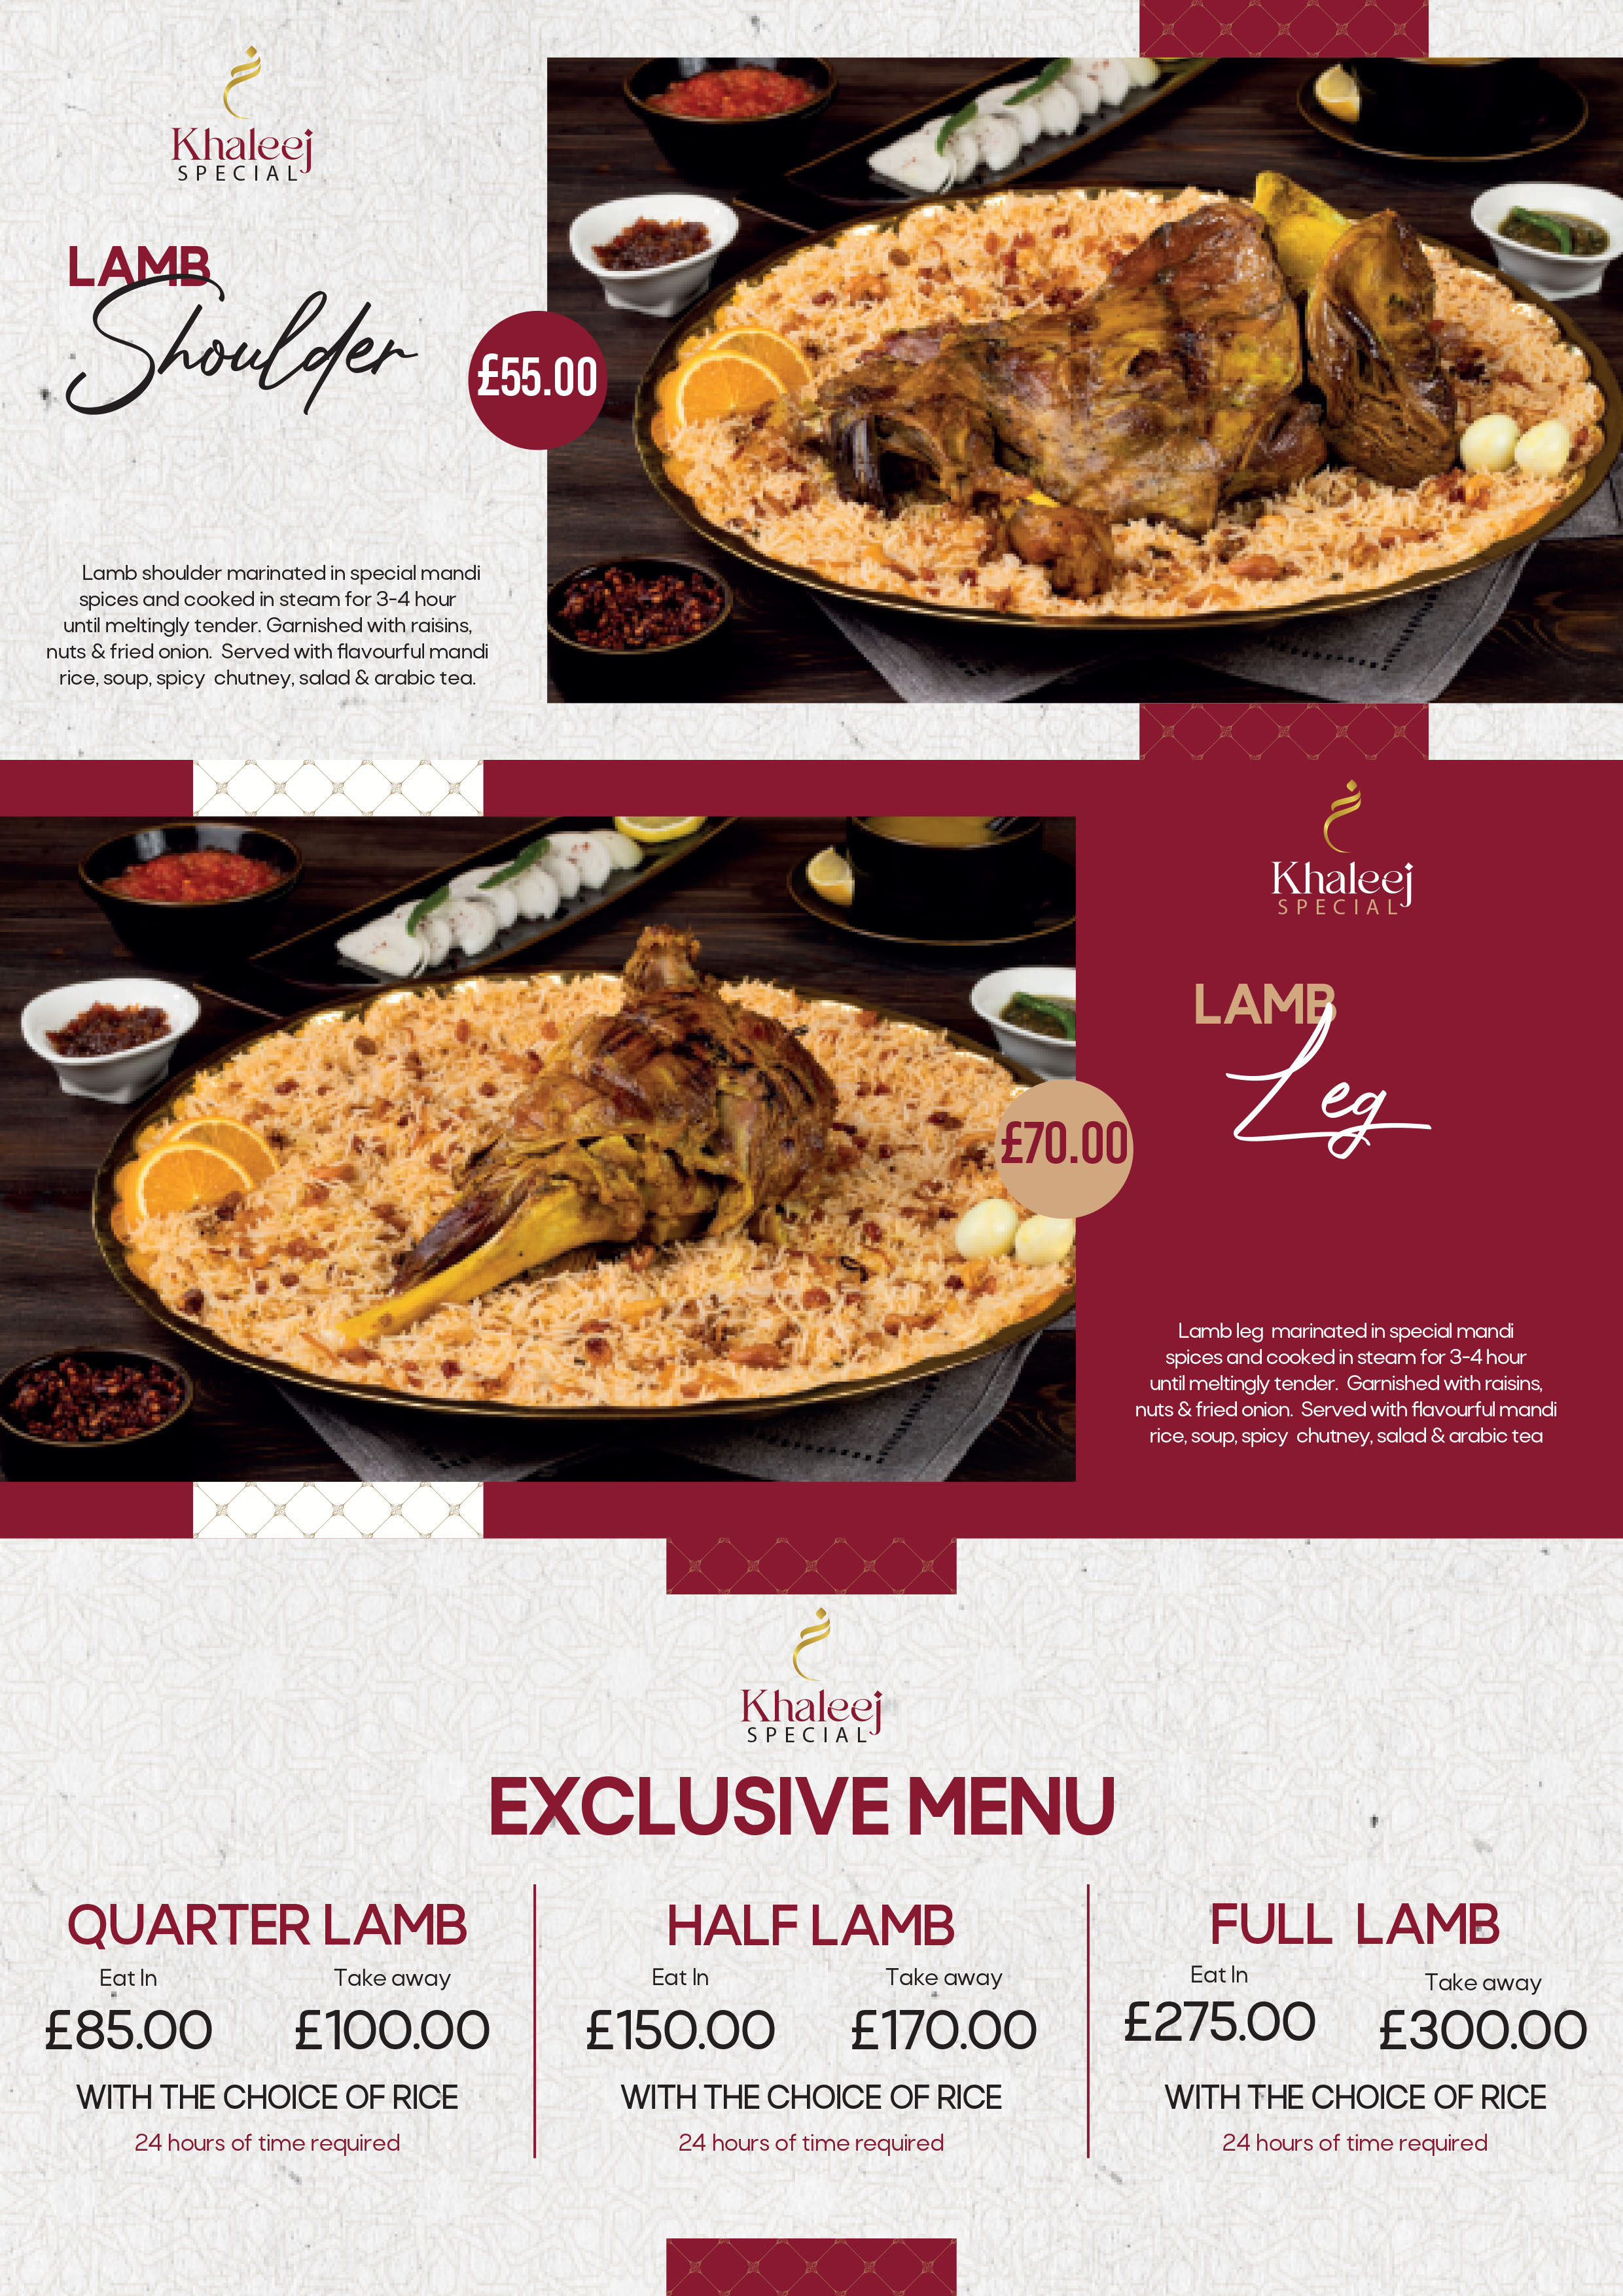 Khaleej
SPECIAL
LAMB
Shoulder
£55.00
Lamb shoulder marinated in special mandi
spices and cooked in steam for 3-4 hour
until meltingly tender. Garnished with raisins,
nuts & fried onion. Served with flavourful mandi
rice, soup, spicy chutney, salad & arabic tea.
Khaleej
SPECIAL
LAMB
Leg
£70.00
Lamb leg marinated in special mandi
spices and cooked in steam for 3-4 hour
until meltingly tender. Garnished with raisins,
nuts & fried onion. Served with flavourful mandi
rice, soup, spicy chutney, salad & arabic tea
Khaleej
SPECIAL
EXCLUSIVE MENU
QUARTER LAMB
Eat In Take away
£85.00 £100.00
WITH THE CHOICE OF RICE
24 hours of time required
HALF LAMB
Eat In Take away
£150.00 £170.00
WITH THE CHOICE OF RICE
24 hours of time required
FULL LAMB
Eat In Take away
£275.00 £300.00
WITH THE CHOICE OF RICE
24 hours of time required